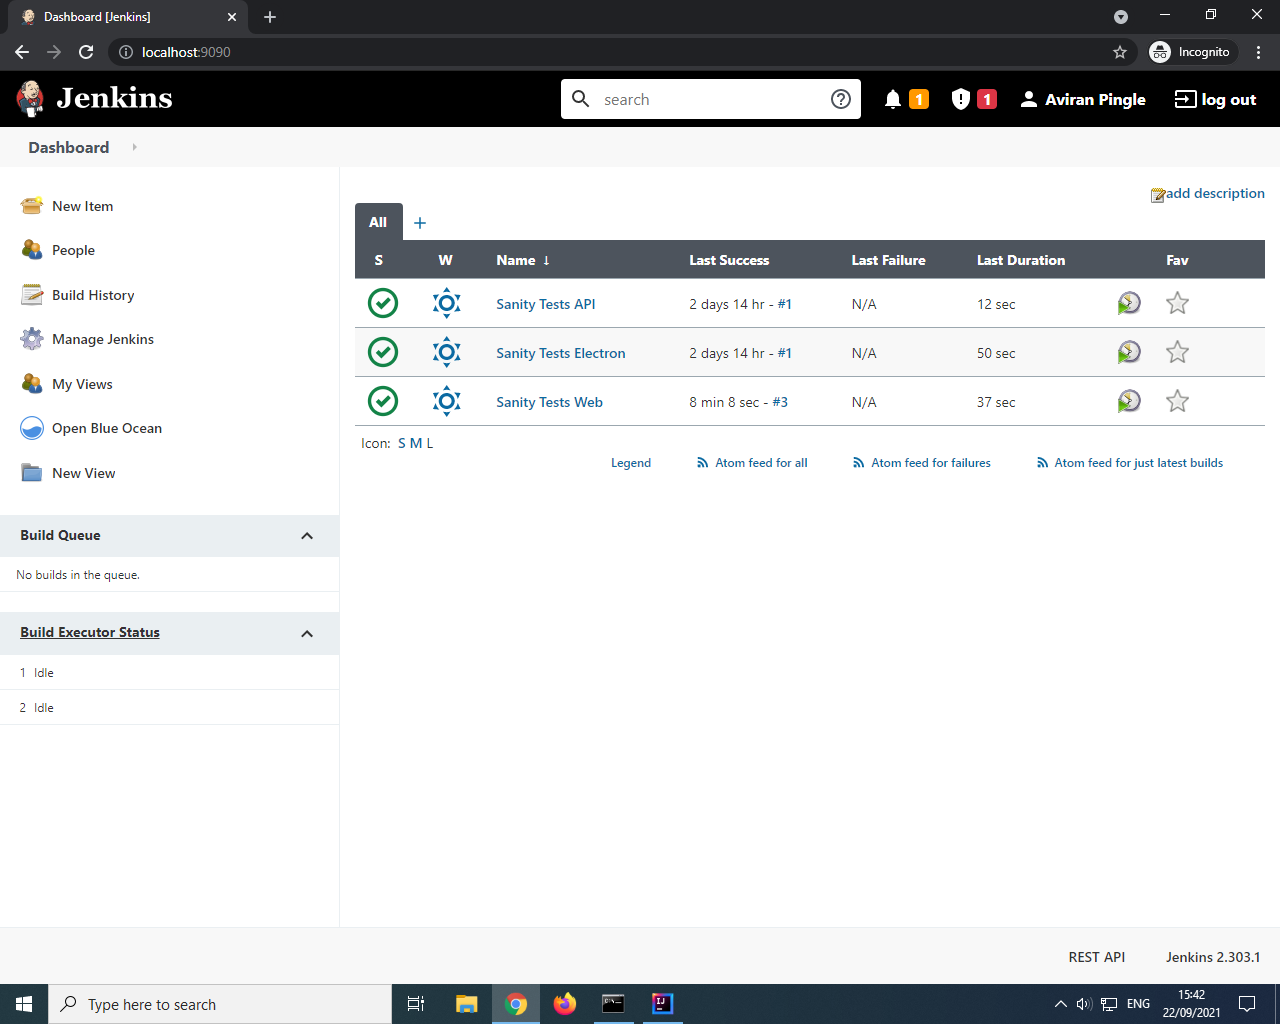 Dashboard [Jenkins]
localhost:9090
Incognito
Jenkins
search
1
1
Aviran Pingle
log out
Dashboard
New Item
People
Build History
Manage Jenkins
My Views
Open Blue Ocean
New View
Build Queue
No builds in the queue.
Build Executor Status
1 Idle
2 Idle
add description
All +
S W Name ↓ Last Success Last Failure Last Duration Fav
Sanity Tests API 2 days 14 hr - #1 N/A 12 sec
Sanity Tests Electron 2 days 14 hr - #1 N/A 50 sec
Sanity Tests Web 8 min 8 sec - #3 N/A 37 sec
Icon: S M L
Legend Atom feed for all Atom feed for failures Atom feed for just latest builds
REST API Jenkins 2.303.1
Type here to search
IJ
ENG
15:42
22/09/2021